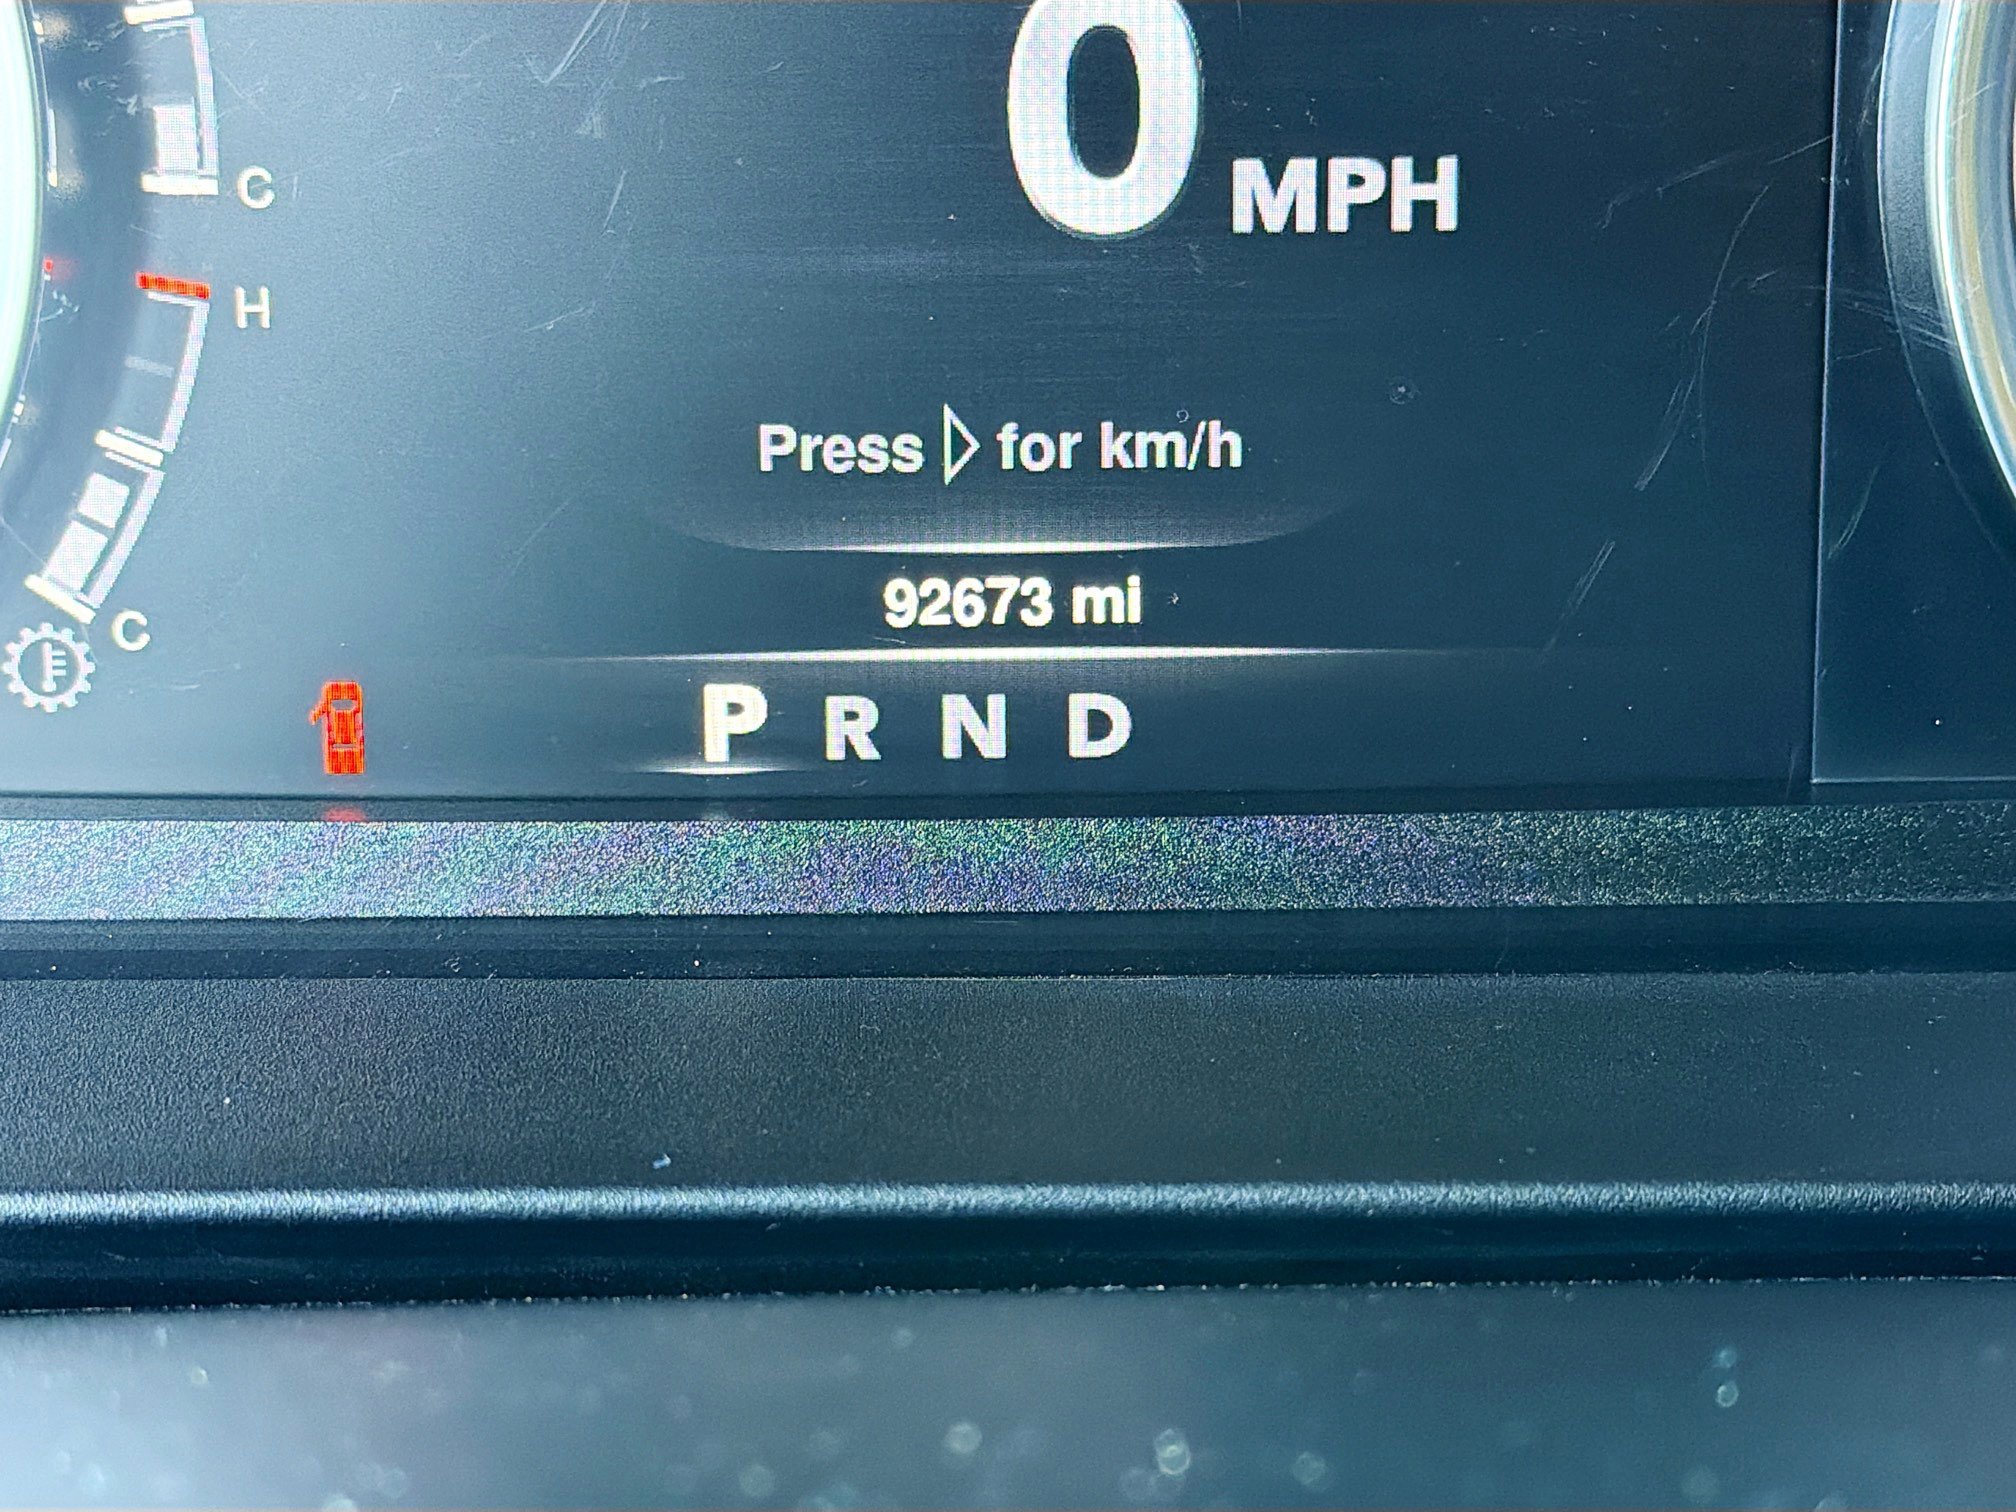 0 MPH
C
H
Press ▷ for km/h
92673 mi
C
P R N D